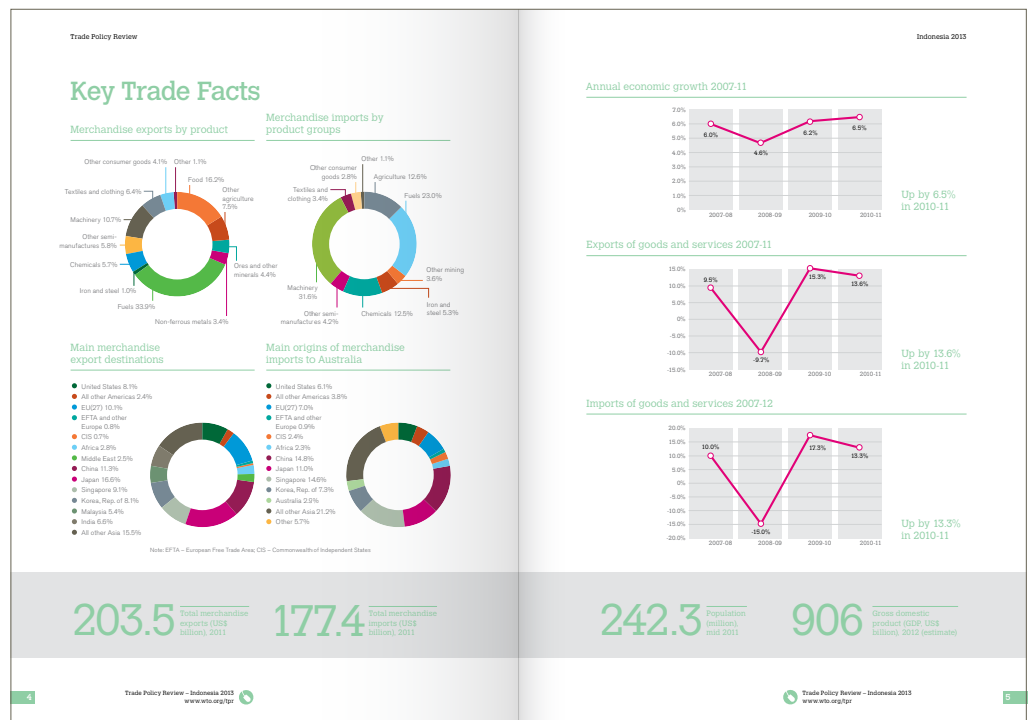 Trade Policy Review
Key Trade Facts
Merchandise exports by product
Other consumer goods 4.1%
Other 1.1%
Food 16.2%
Other
agriculture
7.5%
Textiles and clothing 6.4%
Machinery 10.7%
Other semi-
manufactures 5.8%
Chemicals 5.7%
Iron and steel 1.0%
Fuels 33.9%
Non-ferrous metals 3.4%
Ores and other
minerals 4.4%
Merchandise imports by
product groups
Other 1.1%
Other consumer
goods 2.8%
Agriculture 12.6%
Textiles and
clothing 3.4%
Fuels 23.0%
Other mining
3.6%
Machinery
31.6%
Iron and
steel 5.3%
Other semi-
manufactures 4.2%
Chemicals 12.5%
Main merchandise
export destinations
United States 8.1%
All other Americas 2.4%
EU(27) 10.1%
EFTA and other
Europe 0.8%
CIS 0.7%
Africa 2.8%
Middle East 2.5%
China 11.3%
Japan 16.6%
Singapore 9.1%
Korea, Rep. of 8.1%
Malaysia 5.4%
India 6.6%
All other Asia 15.5%
Main origins of merchandise
imports to Australia
United States 6.1%
All other Americas 3.8%
EU(27) 7.0%
EFTA and other
Europe 0.9%
CIS 2.4%
Africa 2.3%
China 14.8%
Japan 11.0%
Singapore 14.6%
Korea, Rep. of 7.3%
Australia 2.9%
All other Asia 21.2%
Other 5.7%
Note: EFTA – European Free Trade Area; CIS – Commonwealth of Independent States
203.5
Total merchandise
exports (US$
billion), 2011
177.4
Total merchandise
imports (US$
billion), 2011
4
Trade Policy Review – Indonesia 2013
www.wto.org/tpr
Indonesia 2013
Annual economic growth 2007-11
7.0%
6.0%
5.0%
4.0%
3.0%
2.0%
1.0%
0%
6.0%
4.6%
6.2%
6.5%
2007-08
2008-09
2009-10
2010-11
Up by 6.5%
in 2010-11
Exports of goods and services 2007-11
15.0%
10.0%
5.0%
0%
-5.0%
-10.0%
-15.0%
9.5%
-9.7%
15.3%
13.6%
2007-08
2008-09
2009-10
2010-11
Up by 13.6%
in 2010-11
Imports of goods and services 2007-12
20.0%
15.0%
10.0%
5.0%
0%
-5.0%
-10.0%
-15.0%
-20.0%
10.0%
-15.0%
17.3%
13.3%
2007-08
2008-09
2009-10
2010-11
Up by 13.3%
in 2010-11
242.3
Population
(million),
mid 2011
906
Gross domestic
product (GDP, US$
billion), 2012 (estimate)
Trade Policy Review – Indonesia 2013
www.wto.org/tpr
5